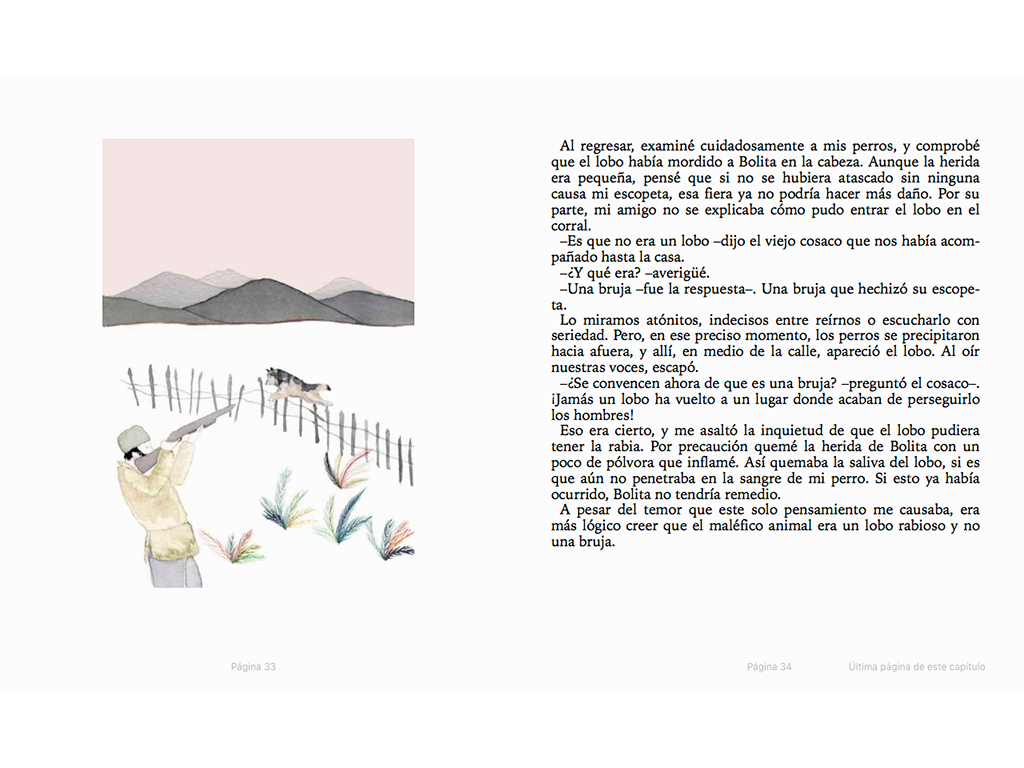 Al regresar, examiné cuidadosamente a mis perros, y comprobé
que el lobo había mordido a Bolita en la cabeza. Aunque la herida
era pequeña, pensé que si no se hubiera atascado sin ninguna
causa mi escopeta, esa fiera ya no podría hacer más daño. Por su
parte, mi amigo no se explicaba cómo pudo entrar el lobo en el
corral.
–Es que no era un lobo –dijo el viejo cosaco que nos había acom-
pañado hasta la casa.
–¿Y qué era? –averigüé.
–Una bruja –fue la respuesta–. Una bruja que hechizó su escope-
ta.
Lo miramos atónitos, indecisos entre reírnos o escucharlo con
seriedad. Pero, en ese preciso momento, los perros se precipitaron
hacia afuera, y allí, en medio de la calle, apareció el lobo. Al oír
nuestras voces, escapó.
–¿Se convencen ahora de que es una bruja? –preguntó el cosaco–.
¡Jamás un lobo ha vuelto a un lugar donde acaban de perseguirlo
los hombres!
Eso era cierto, y me asaltó la inquietud de que el lobo pudiera
tener la rabia. Por precaución quemé la herida de Bolita con un
poco de pólvora que inflamé. Así quemaba la saliva del lobo, si es
que aún no penetraba en la sangre de mi perro. Si esto ya había
ocurrido, Bolita no tendría remedio.
A pesar del temor que este solo pensamiento me causaba, era
más lógico creer que el maléfico animal era un lobo rabioso y no
una bruja.
Página 33
Página 34
Última página de este capítulo